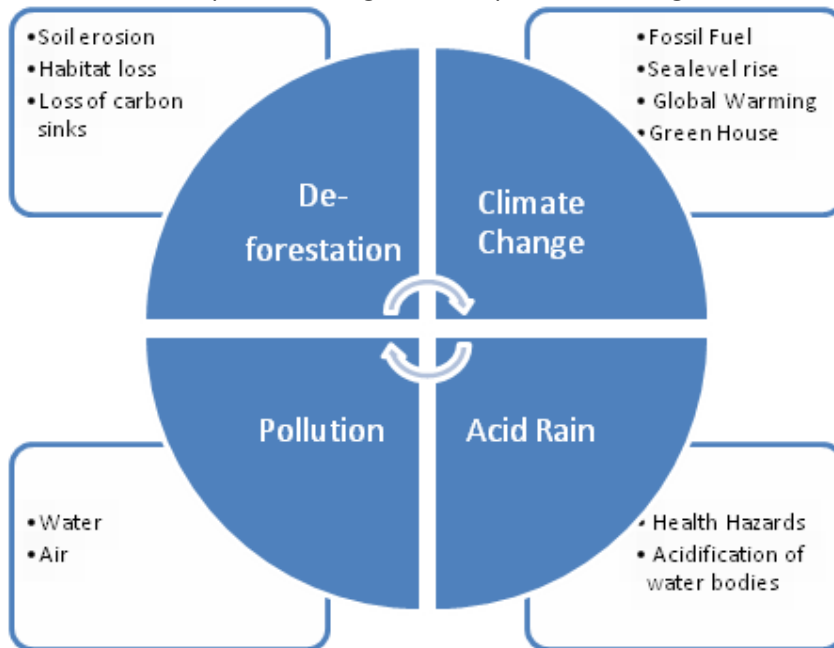 • Soil erosion
• Habitat loss
• Loss of carbon
sinks
• Fossil Fuel
• Sea level rise
• Global Warming
• Green House
De-
forestation
Climate
Change
Pollution
Acid Rain
• Water
• Air
• Health Hazards
• Acidification of
water bodies